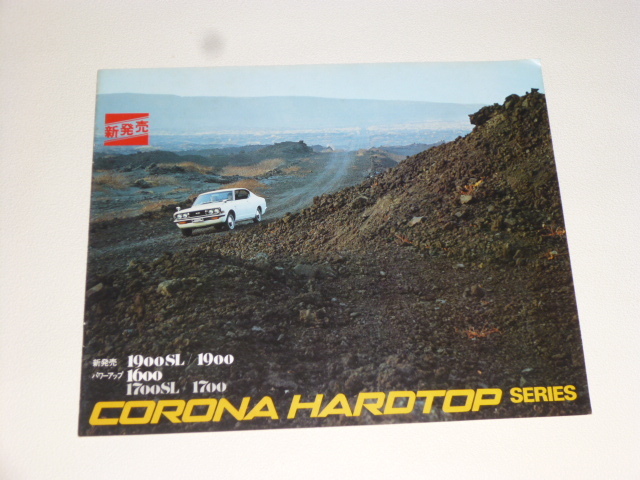 新発売
新発売 1900SL / 1900
パワーアップ 1600
1700SL / 1700
CORONA HARDTOP SERIES